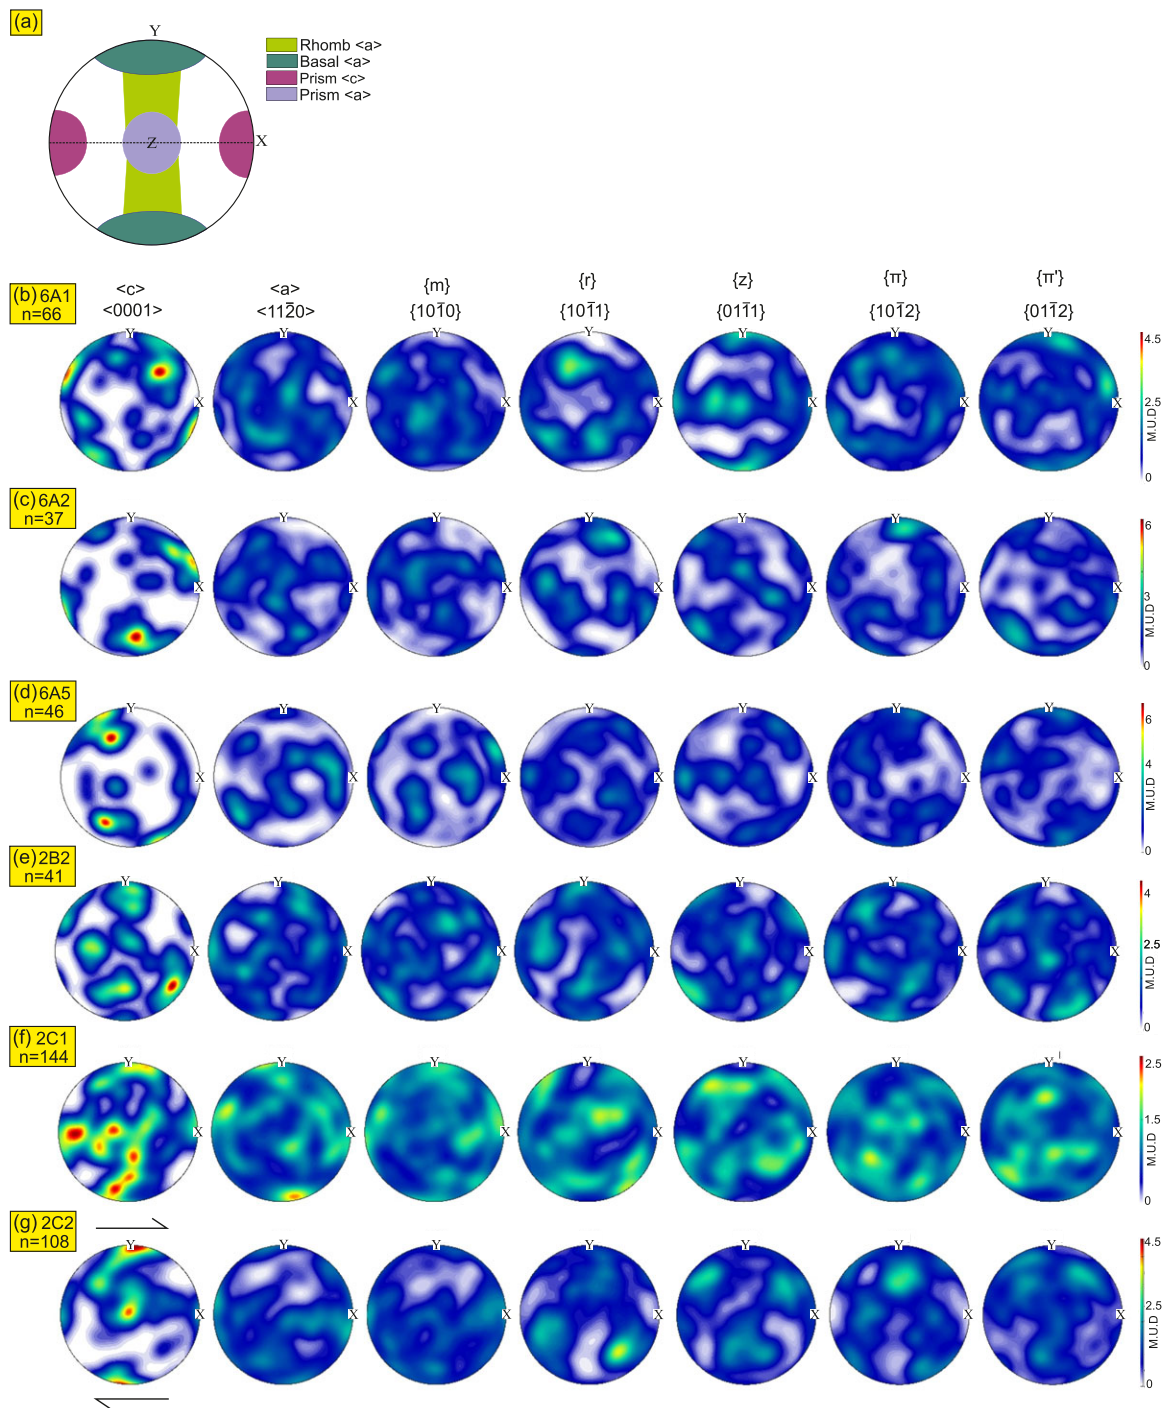 (a)
Y
Z
X
Rhomb <a>
Basal <a>
Prism <c>
Prism <a>
(b) 6A1
n=66
<c>
<0001>
<a>
<112̅0>
{m}
{101̅0}
{r}
{101̅1}
{z}
{011̅1}
{π}
{101̅2}
{π'}
{011̅2}
Y Y Y Y Y Y Y
X X X X X X X
4.5
2.5
0
M.U.D
(c) 6A2
n=37
Y Y Y Y Y Y Y
X X X X X X X
6
3
0
M.U.D
(d) 6A5
n=46
Y Y Y Y Y Y Y
X X X X X X X
6
4
0
M.U.D
(e) 2B2
n=41
Y Y Y Y Y Y Y
X X X X X X X
4
2.5
0
M.U.D
(f) 2C1
n=144
Y Y Y Y Y Y Y
X X X X X X X
2.5
1.5
0
M.U.D
(g) 2C2
n=108
Y Y Y Y Y Y Y
X X X X X X X
4.5
2.5
0
M.U.D